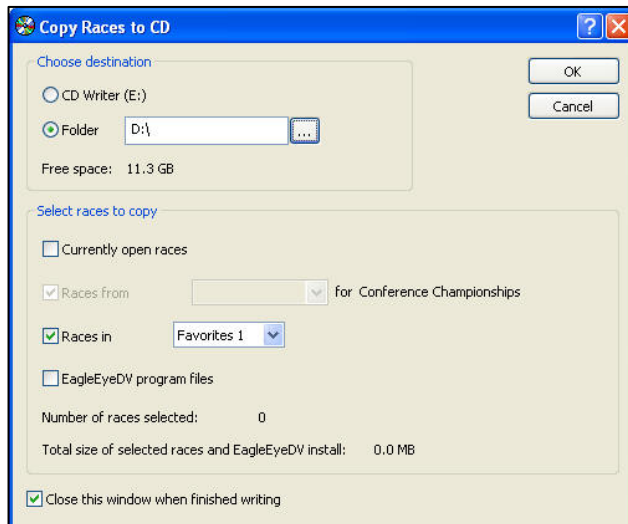 Copy Races to CD
Choose destination
OK
CD Writer (E:)
Cancel
Folder D:\ ...
Free space: 11.3 GB
Select races to copy
Currently open races
Races from for Conference Championships
Races in Favorites 1
EagleEyeDV program files
Number of races selected: 0
Total size of selected races and EagleEyeDV install: 0.0 MB
Close this window when finished writing